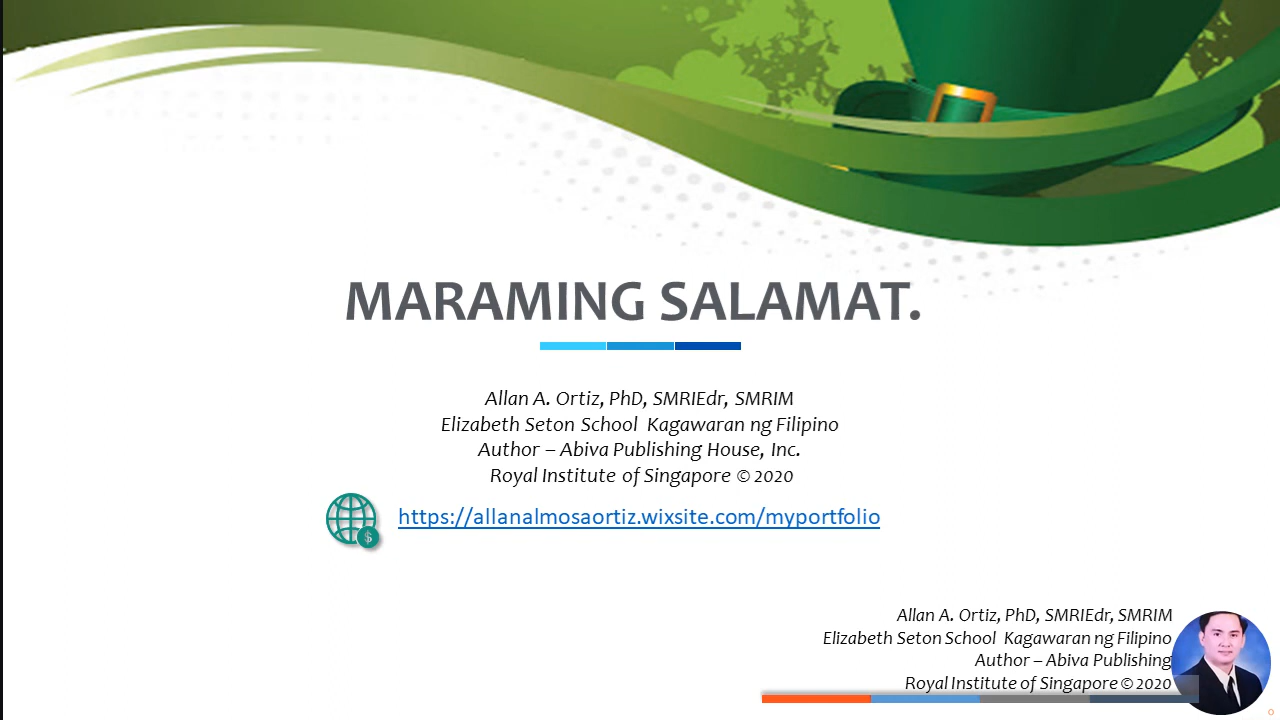 MARAMING SALAMAT.
Allan A. Ortiz, PhD, SMRIEdr, SMRIM
Elizabeth Seton School Kagawaran ng Filipino
Author – Abiva Publishing House, Inc.
Royal Institute of Singapore © 2020
$
https://allanalmosaortiz.wixsite.com/myportfolio
Allan A. Ortiz, PhD, SMRIEdr, SMRIM
Elizabeth Seton School Kagawaran ng Filipino
Author – Abiva Publishing
Royal Institute of Singapore © 2020